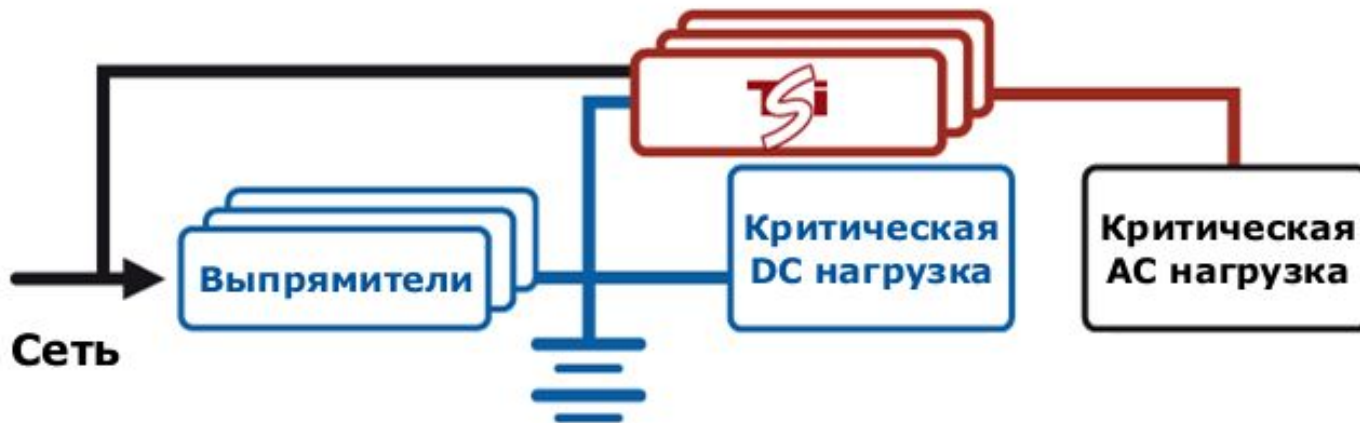 TSi
Выпрямители
Критическая
DC нагрузка
Критическая
AC нагрузка
Сеть